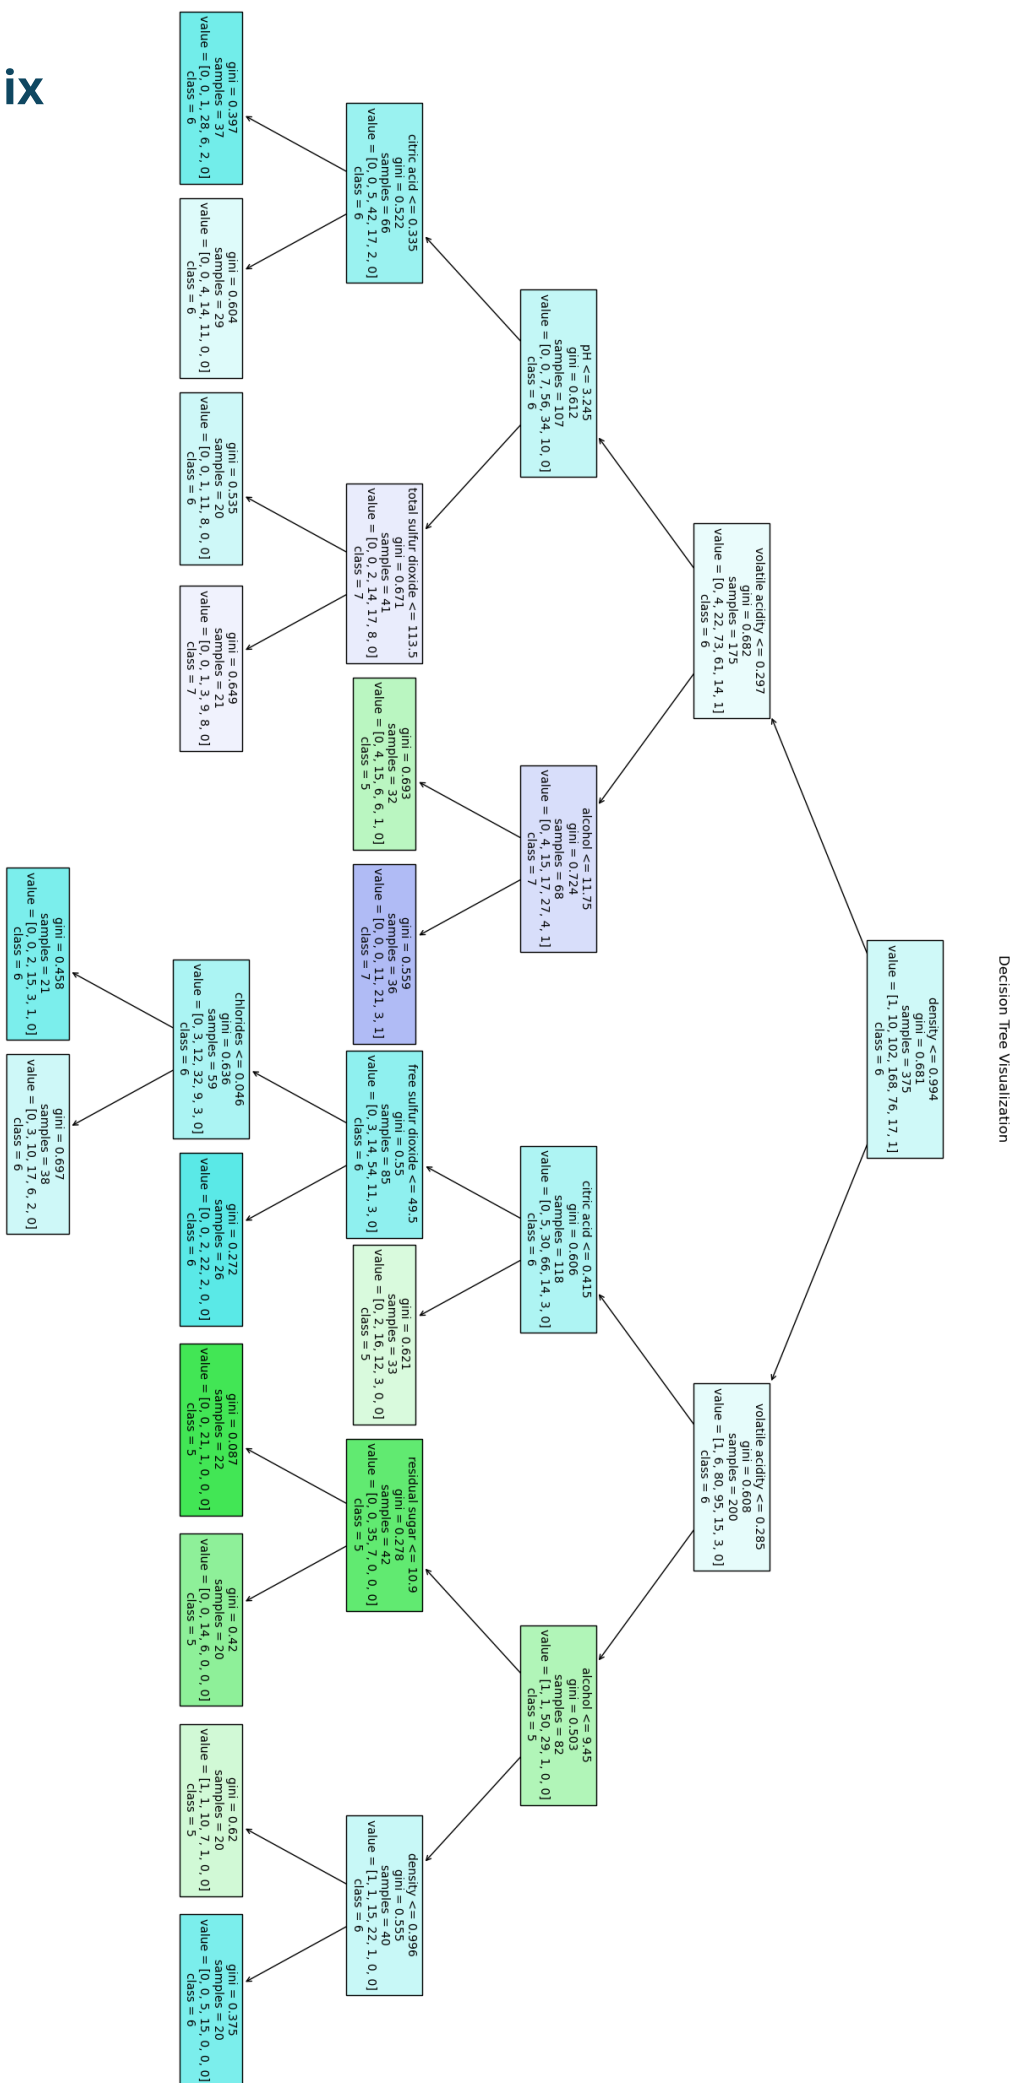 ix
Decision Tree Visualization
density <= 0.994
gini = 0.681
samples = 375
value = [1, 10, 102, 168, 76, 17, 1]
class = 6
volatile acidity <= 0.297
gini = 0.682
samples = 175
value = [0, 4, 22, 73, 61, 14, 1]
class = 6
volatile acidity <= 0.285
gini = 0.608
samples = 200
value = [1, 6, 80, 95, 15, 3, 0]
class = 6
pH <= 3.245
gini = 0.612
samples = 107
value = [0, 0, 7, 56, 34, 10, 0]
class = 6
alcohol <= 11.75
gini = 0.724
samples = 68
value = [0, 4, 15, 17, 27, 4, 1]
class = 7
citric acid <= 0.415
gini = 0.606
samples = 118
value = [0, 5, 30, 66, 14, 3, 0]
class = 6
alcohol <= 9.45
gini = 0.503
samples = 82
value = [1, 1, 50, 29, 1, 0, 0]
class = 5
citric acid <= 0.335
gini = 0.522
samples = 66
value = [0, 0, 5, 42, 17, 2, 0]
class = 6
total sulfur dioxide <= 113.5
gini = 0.671
samples = 41
value = [0, 0, 2, 14, 17, 8, 0]
class = 7
gini = 0.693
samples = 32
value = [0, 4, 15, 6, 6, 1, 0]
class = 5
gini = 0.559
samples = 36
value = [0, 0, 0, 11, 21, 3, 1]
class = 7
free sulfur dioxide <= 49.5
gini = 0.55
samples = 85
value = [0, 3, 14, 54, 11, 3, 0]
class = 6
gini = 0.621
samples = 33
value = [0, 2, 16, 12, 3, 0, 0]
class = 5
residual sugar <= 10.9
gini = 0.278
samples = 42
value = [0, 0, 35, 7, 0, 0, 0]
class = 5
density <= 0.996
gini = 0.555
samples = 40
value = [1, 1, 15, 22, 1, 0, 0]
class = 6
gini = 0.397
samples = 37
value = [0, 0, 1, 28, 6, 2, 0]
class = 6
gini = 0.604
samples = 29
value = [0, 0, 4, 14, 11, 0, 0]
class = 6
gini = 0.535
samples = 20
value = [0, 0, 1, 11, 8, 0, 0]
class = 6
gini = 0.649
samples = 21
value = [0, 0, 1, 3, 9, 8, 0]
class = 7
chlorides <= 0.046
gini = 0.636
samples = 59
value = [0, 3, 12, 32, 9, 3, 0]
class = 6
gini = 0.272
samples = 26
value = [0, 0, 2, 22, 2, 0, 0]
class = 6
gini = 0.087
samples = 22
value = [0, 0, 21, 1, 0, 0, 0]
class = 5
gini = 0.42
samples = 20
value = [0, 0, 14, 6, 0, 0, 0]
class = 5
gini = 0.62
samples = 20
value = [1, 1, 10, 7, 1, 0, 0]
class = 5
gini = 0.375
samples = 20
value = [0, 0, 5, 15, 0, 0, 0]
class = 6
gini = 0.458
samples = 21
value = [0, 0, 2, 15, 3, 1, 0]
class = 6
gini = 0.697
samples = 38
value = [0, 3, 10, 17, 6, 2, 0]
class = 6